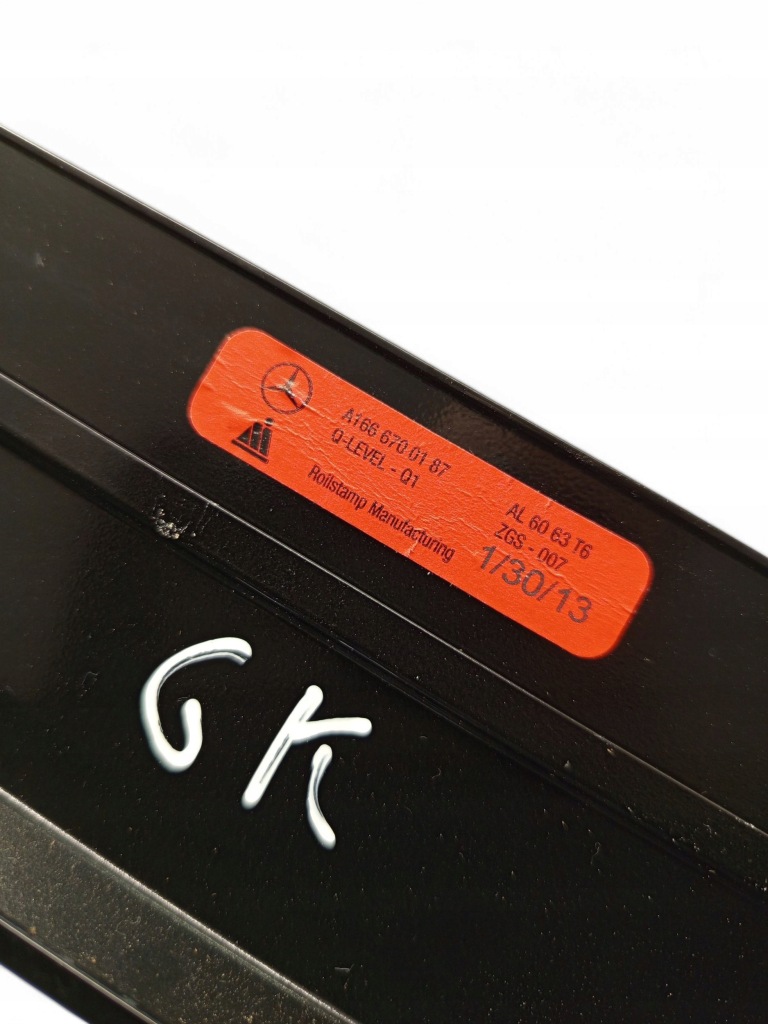 A166 670 01 87
Q-LEVEL - Q1
Rollstamp Manufacturing
AL 60 63 T6
ZGS - 007
1/30/13
GK